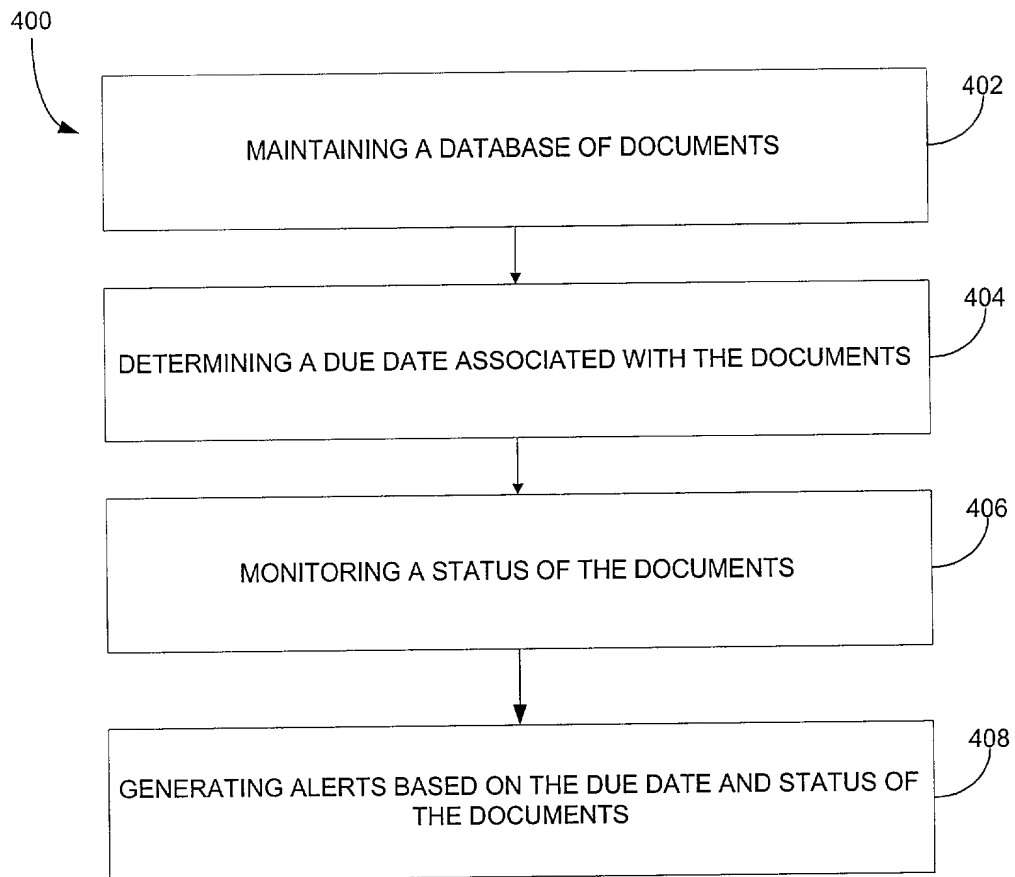 400
402
MAINTAINING A DATABASE OF DOCUMENTS
404
DETERMINING A DUE DATE ASSOCIATED WITH THE DOCUMENTS
406
MONITORING A STATUS OF THE DOCUMENTS
408
GENERATING ALERTS BASED ON THE DUE DATE AND STATUS OF
THE DOCUMENTS